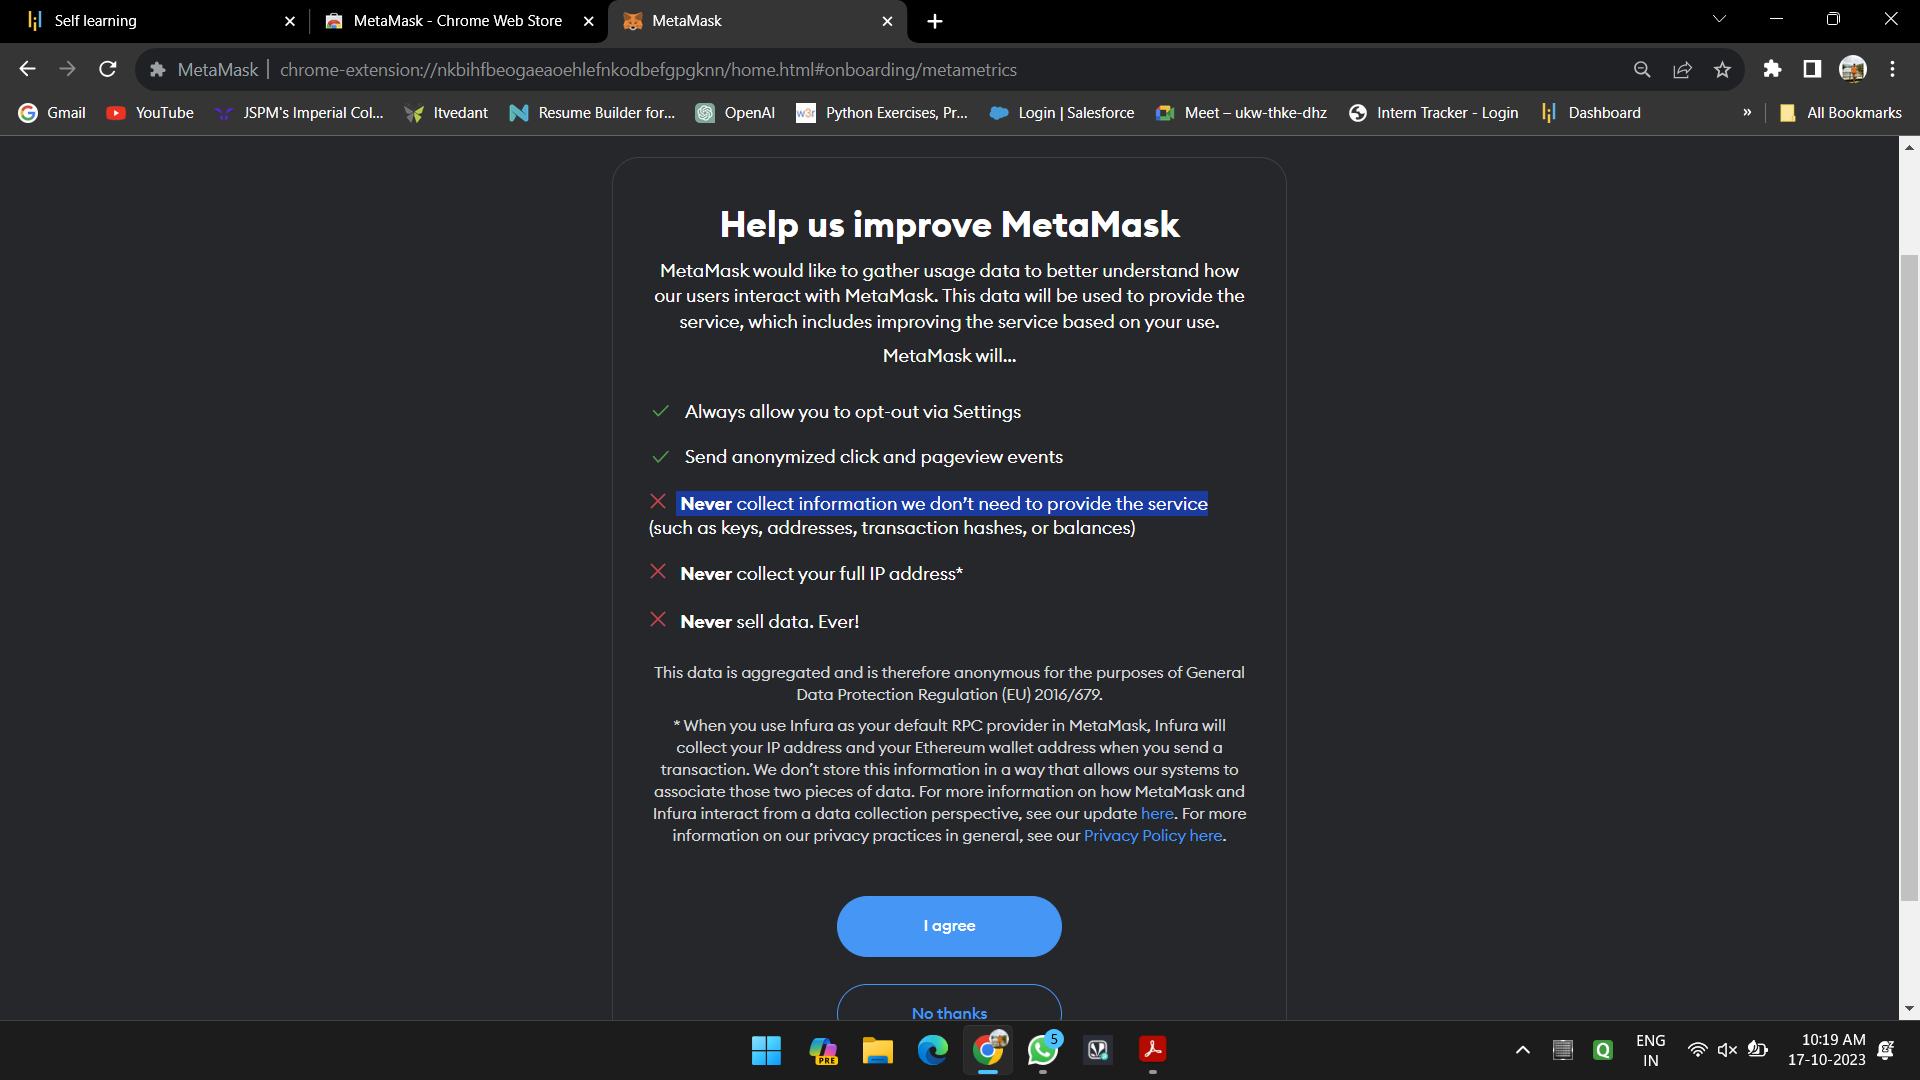 Self learning
MetaMask - Chrome Web Store
MetaMask
MetaMask | chrome-extension://nkbihfbeogaeaoehlefnkodbefgpgknn/home.html#onboarding/metametrics
Gmail
YouTube
JSPM's Imperial Col...
Itvedant
Resume Builder for...
OpenAI
w3r
Python Exercises, Pr...
Login | Salesforce
Meet – ukw-thke-dhz
Intern Tracker - Login
Dashboard
»
All Bookmarks
Help us improve MetaMask
MetaMask would like to gather usage data to better understand how
our users interact with MetaMask. This data will be used to provide the
service, which includes improving the service based on your use.
MetaMask will...
Always allow you to opt-out via Settings
Send anonymized click and pageview events
Never collect information we don’t need to provide the service
(such as keys, addresses, transaction hashes, or balances)
Never collect your full IP address*
Never sell data. Ever!
This data is aggregated and is therefore anonymous for the purposes of General
Data Protection Regulation (EU) 2016/679.
* When you use Infura as your default RPC provider in MetaMask, Infura will
collect your IP address and your Ethereum wallet address when you send a
transaction. We don’t store this information in a way that allows our systems to
associate those two pieces of data. For more information on how MetaMask and
Infura interact from a data collection perspective, see our update here. For more
information on our privacy practices in general, see our Privacy Policy here.
I agree
No thanks
PRE
5
Q
ENG
IN
10:19 AM
17-10-2023